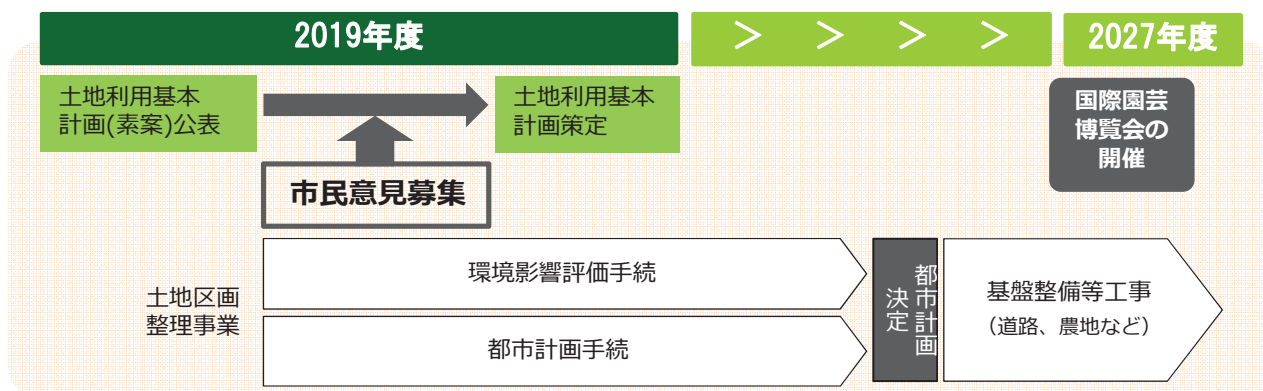 2019年度
> > > >
2027年度
土地利用基本
計画(素案)公表
土地利用基本
計画策定
国際園芸
博覧会の
開催
市民意見募集
土地区画
整理事業
環境影響評価手続
都市計画手続
都市計画
決定
基盤整備等工事
(道路、農地など)